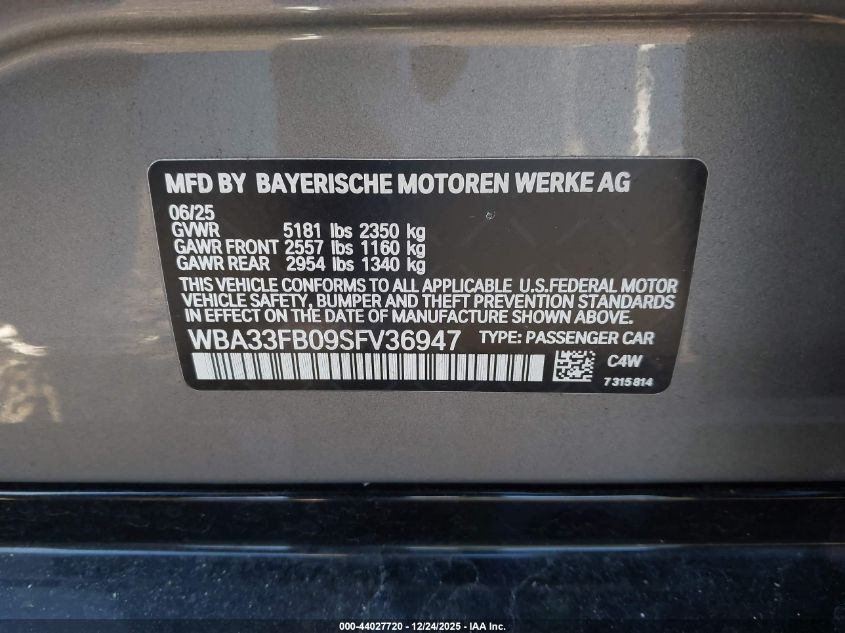 MFD BY BAYERISCHE MOTOREN WERKE AG
06/25
GVWR 5181 lbs 2350 kg
GAWR FRONT 2557 lbs 1160 kg
GAWR REAR 2954 lbs 1340 kg
THIS VEHICLE CONFORMS TO ALL APPLICABLE U.S.FEDERAL MOTOR
VEHICLE SAFETY, BUMPER AND THEFT PREVENTION STANDARDS
IN EFFECT ON THE DATE OF MANUFACTURE SHOWN ABOVE.
WBA33FB09SFV36947 TYPE: PASSENGER CAR
C4W
7315814
000-44027720 - 12/24/2025 - IAA Inc.